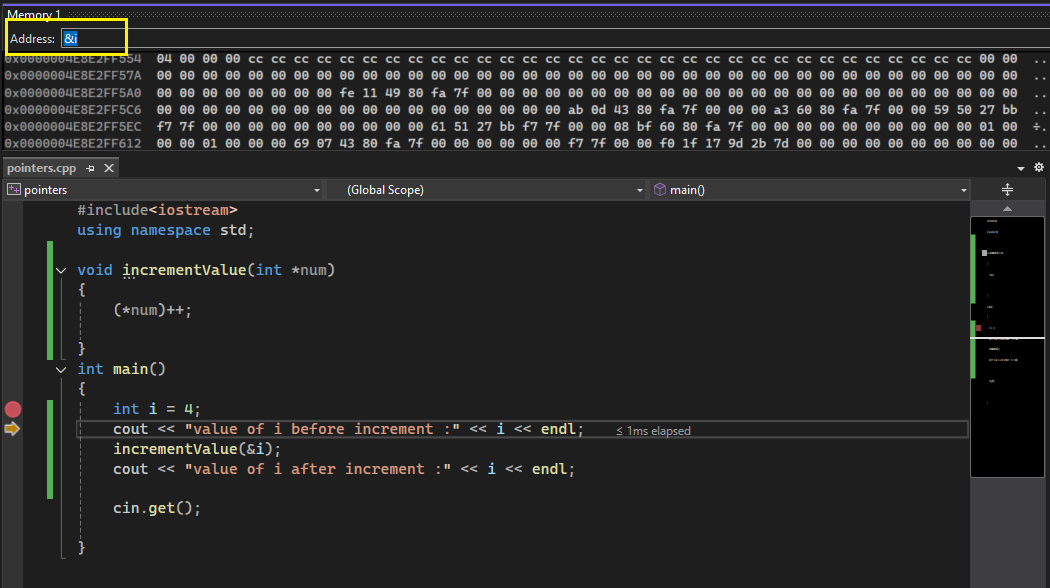 Memory 1
Address: &i
0x0000004E8E2FF554 04 00 00 00 cc cc cc cc cc cc cc cc cc cc cc cc cc cc cc cc cc cc cc cc cc cc cc cc cc cc cc cc cc cc cc cc 00 00 ..
0x0000004E8E2FF57A 00 00 00 00 00 00 00 00 00 00 00 00 00 00 00 00 00 00 00 00 00 00 00 00 00 00 00 00 00 00 00 00 00 00 00 00 00 00 ..
0x0000004E8E2FF5A0 00 00 00 00 00 00 00 00 fe 11 49 80 fa 7f 00 00 00 00 00 00 00 00 00 00 00 00 00 00 00 00 00 00 00 00 00 00 00 00 ..
0x0000004E8E2FF5C6 00 00 00 00 00 00 00 00 00 00 00 00 00 00 00 00 00 00 ab 0d 43 80 fa 7f 00 00 00 a3 60 80 fa 7f 00 00 59 50 27 bb ..
0x0000004E8E2FF5EC f7 7f 00 00 00 00 00 00 00 00 00 00 61 51 27 bb f7 7f 00 00 08 bf 60 80 fa 7f 00 00 00 00 00 00 00 00 00 00 01 00 ÷.
0x0000004E8E2FF612 00 00 01 00 00 00 69 07 43 80 fa 7f 00 00 00 00 00 00 f7 7f 00 00 f0 1f 17 9d 2b 7d 00 00 00 00 00 00 00 00 00 00 ..
pointers.cpp
pointers (Global Scope) main()
#include<iostream>
using namespace std;
void incrementValue(int *num)
{
(*num)++;
}
int main()
{
int i = 4;
cout << "value of i before increment :" << i << endl; ≤ 1ms elapsed
incrementValue(&i);
cout << "value of i after increment :" << i << endl;
cin.get();
}